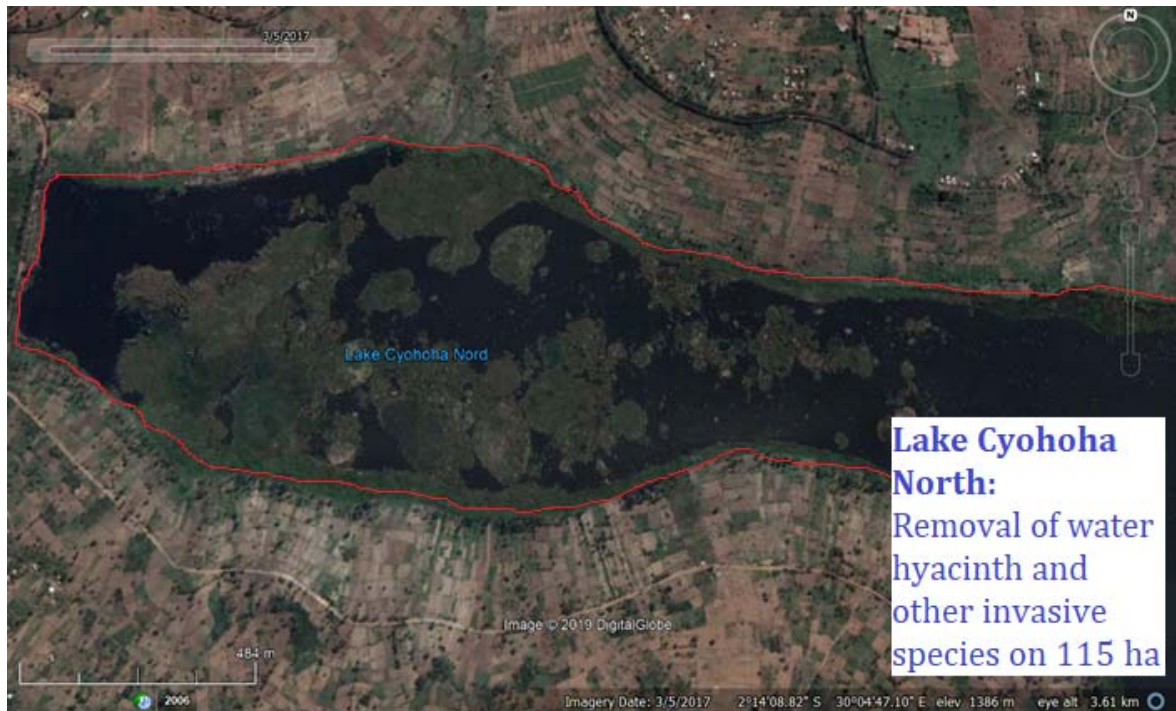 3/5/2017
N
Lake Cyohoha Nord
Lake Cyohoha
North:
Removal of water
hyacinth and
other invasive
species on 115 ha
Image © 2019 DigitalGlobe
484 m
2006
Imagery Date: 3/5/2017 2°14'08.82" S 30°04'47.10" E elev 1386 m eye alt 3.61 km